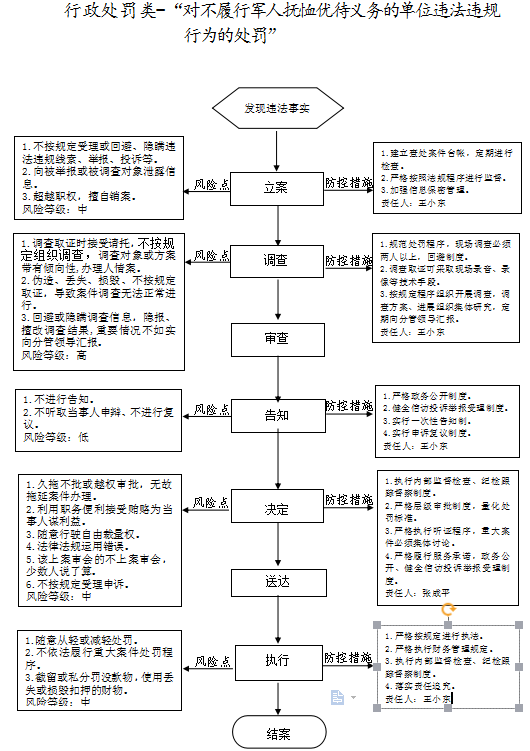 行政处罚类-“对不履行军人抚恤优待义务的单位违法违规
行为的处罚”
发现违法事实
1.不按规定受理或回避、隐瞒违
法违规线索、举报、投诉等。
2.向被举报或被调查对象泄露信
息。
3.超越职权，擅自销案。
风险等级：中
风险点
立案
防控措施
1.建立查处案件台帐，定期进行
检查。
2.严格按照法规程序进行监督。
3.加强信息保密管理。
责任人：王小东
1.调查取证时接受请托，不按规
定组织调查，调查对象或方案
带有倾向性,办理人情案。
2.伪造、丢失、损毁、不按规定
取证，导致案件调查无法正常进
行。
3.回避或隐瞒调查信息，隐报、
擅改调查结果,重要情况不如实
向分管领导汇报。
风险等级：高
风险点
调查
防控措施
1.规范处罚程序，现场调查必须
两人以上，回避制度。
2.调查取证可采取现场录音、录
像等技术手段。
3.按规定程序组织开展调查，调
查方案、进展组织集体研究，定
期向分管领导汇报。
责任人：王小东
审查
1.不进行告知。
2.不听取当事人申辩、不进行复
议。
风险等级：低
风险点
告知
防控措施
1.严格政务公开制度。
2.健全信访投诉举报受理制度。
3.实行一次性告知制。
4.实行申诉复议制度。
责任人：王小东
1.久拖不批或越权审批，无故
拖延案件办理。
2.利用职务便利接受贿赂为当
事人谋利益。
3.随意行驶自由裁量权。
4.法律法规运用错误。
5.该上案审会的不上案审会，
少数人说了算。
6.不按规定受理申诉。
风险等级：中
风险点
决定
防控措施
1.执行内部监督检查、纪检跟
踪督察制度。
2.严格层级审批制度，量化处
罚标准。
3.严格执行听证程序，重大案
件必须集体讨论。
4.严格履行服务承诺，政务公
开、健全信访投诉举报受理制
度。
责任人：张成平
送达
1.随意从轻或减轻处罚。
2.不依法履行重大案件处罚程
序。
3.截留或私分罚没款物，使用丢
失或损毁扣押的财物。
风险等级：中
风险点
执行
防控措施
1.严格按规定进行执法。
2.严格执行财务管理规定。
3.执行内部监督检查、纪检跟
踪督察制度。
4.落实责任追究。
责任人：王小东
结案